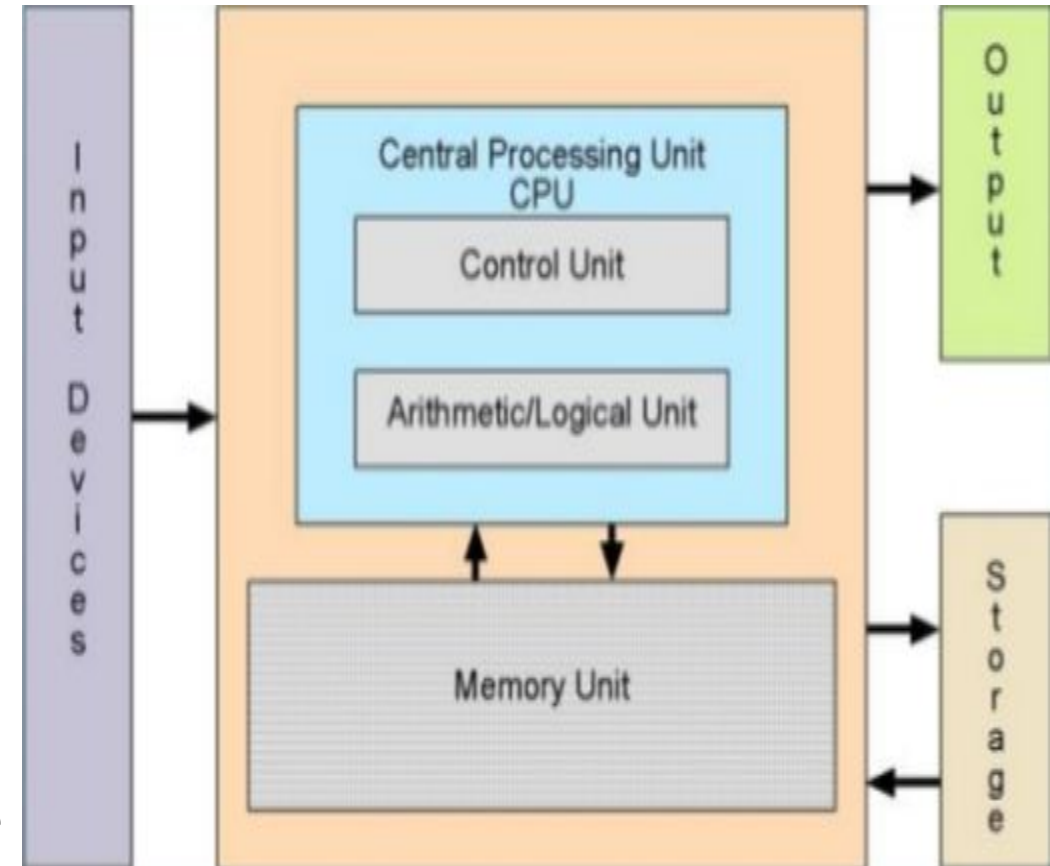 Input Devices
Central Processing Unit
CPU
Control Unit
Arithmetic/Logical Unit
Memory Unit
Output
Storage